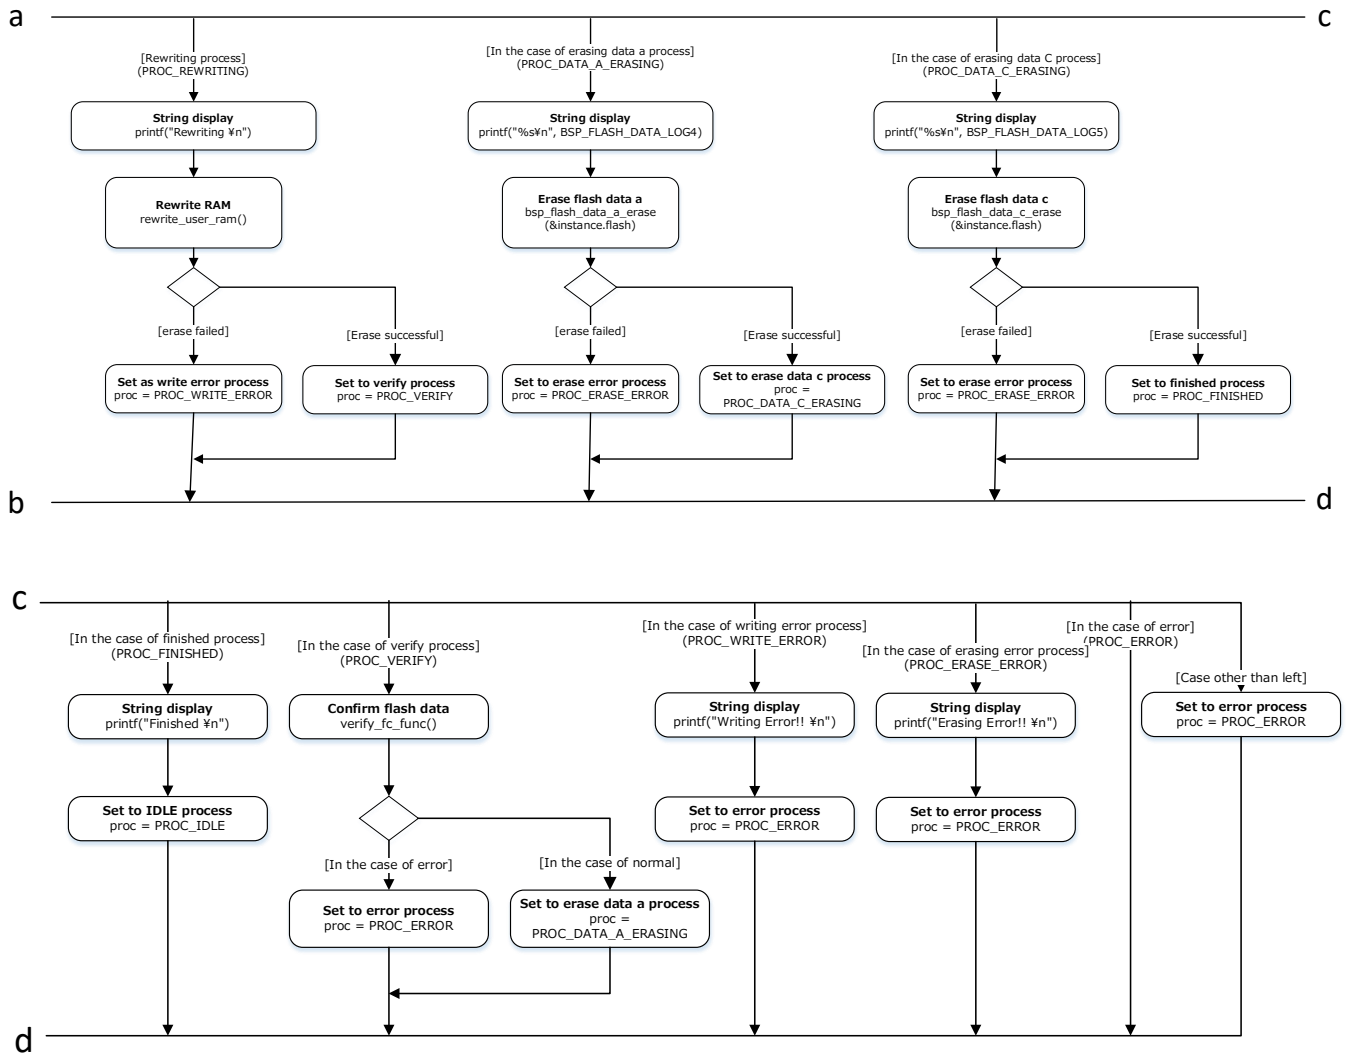 a
c
[Rewriting process]
(PROC_REWRITING)
String display
printf("Rewriting ¥n")
Rewrite RAM
rewrite_user_ram()
[erase failed]
[Erase successful]
Set as write error process
proc = PROC_WRITE_ERROR
Set to verify process
proc = PROC_VERIFY
[In the case of erasing data a process]
(PROC_DATA_A_ERASING)
String display
printf("%s¥n", BSP_FLASH_DATA_LOG4)
Erase flash data a
bsp_flash_data_a_erase
(&instance.flash)
[erase failed]
[Erase successful]
Set to erase error process
proc = PROC_ERASE_ERROR
Set to erase data c process
proc =
PROC_DATA_C_ERASING
[In the case of erasing data C process]
(PROC_DATA_C_ERASING)
String display
printf("%s¥n", BSP_FLASH_DATA_LOG5)
Erase flash data c
bsp_flash_data_c_erase
(&instance.flash)
[erase failed]
[Erase successful]
Set to erase error process
proc = PROC_ERASE_ERROR
Set to finished process
proc = PROC_FINISHED
b
d
c
[In the case of finished process]
(PROC_FINISHED)
String display
printf("Finished ¥n")
Set to IDLE process
proc = PROC_IDLE
[In the case of verify process]
(PROC_VERIFY)
Confirm flash data
verify_fc_func()
[In the case of error]
[In the case of normal]
Set to error process
proc = PROC_ERROR
Set to erase data a process
proc =
PROC_DATA_A_ERASING
[In the case of writing error process]
(PROC_WRITE_ERROR)
String display
printf("Writing Error!! ¥n")
Set to error process
proc = PROC_ERROR
[In the case of erasing error process]
(PROC_ERASE_ERROR)
String display
printf("Erasing Error!! ¥n")
Set to error process
proc = PROC_ERROR
[In the case of error]
(PROC_ERROR)
[Case other than left]
Set to error process
proc = PROC_ERROR
d